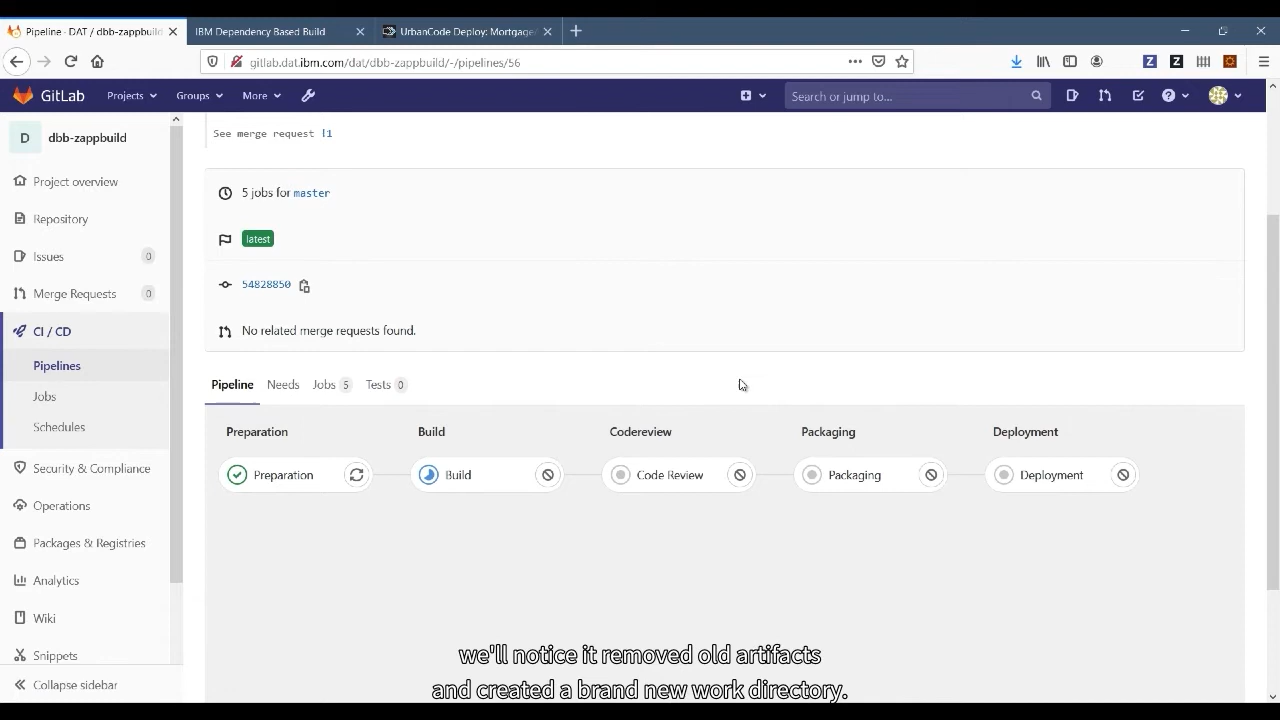 Pipeline · DAT / dbb-zappbuild
IBM Dependency Based Build
UrbanCode Deploy: Mortgage
gitlab.dat.ibm.com/dat/dbb-zappbuild/-/pipelines/56
GitLab
Projects
Groups
More
Search or jump to...
D
dbb-zappbuild
Project overview
Repository
Issues
0
Merge Requests
0
CI / CD
Pipelines
Jobs
Schedules
Security & Compliance
Operations
Packages & Registries
Analytics
Wiki
Snippets
Collapse sidebar
See merge request !1
5 jobs for master
latest
54828850
No related merge requests found.
Pipeline
Needs
Jobs 5
Tests 0
Preparation
Build
Codereview
Packaging
Deployment
Preparation
Build
Code Review
Packaging
Deployment
we'll notice it removed old artifacts
and created a brand new work directory.